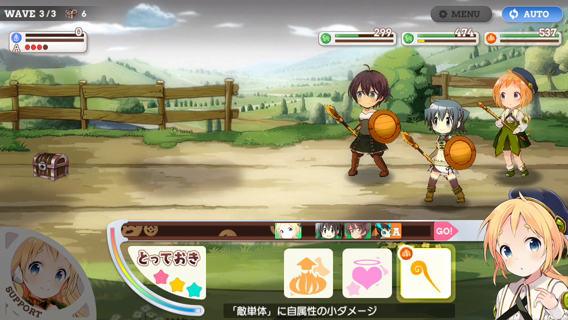 WAVE 3/3 6
MENU
AUTO
0
A
299
474
537
A
GO!
とっておき
SUPPORT
「敵単体」に自属性の小ダメージ